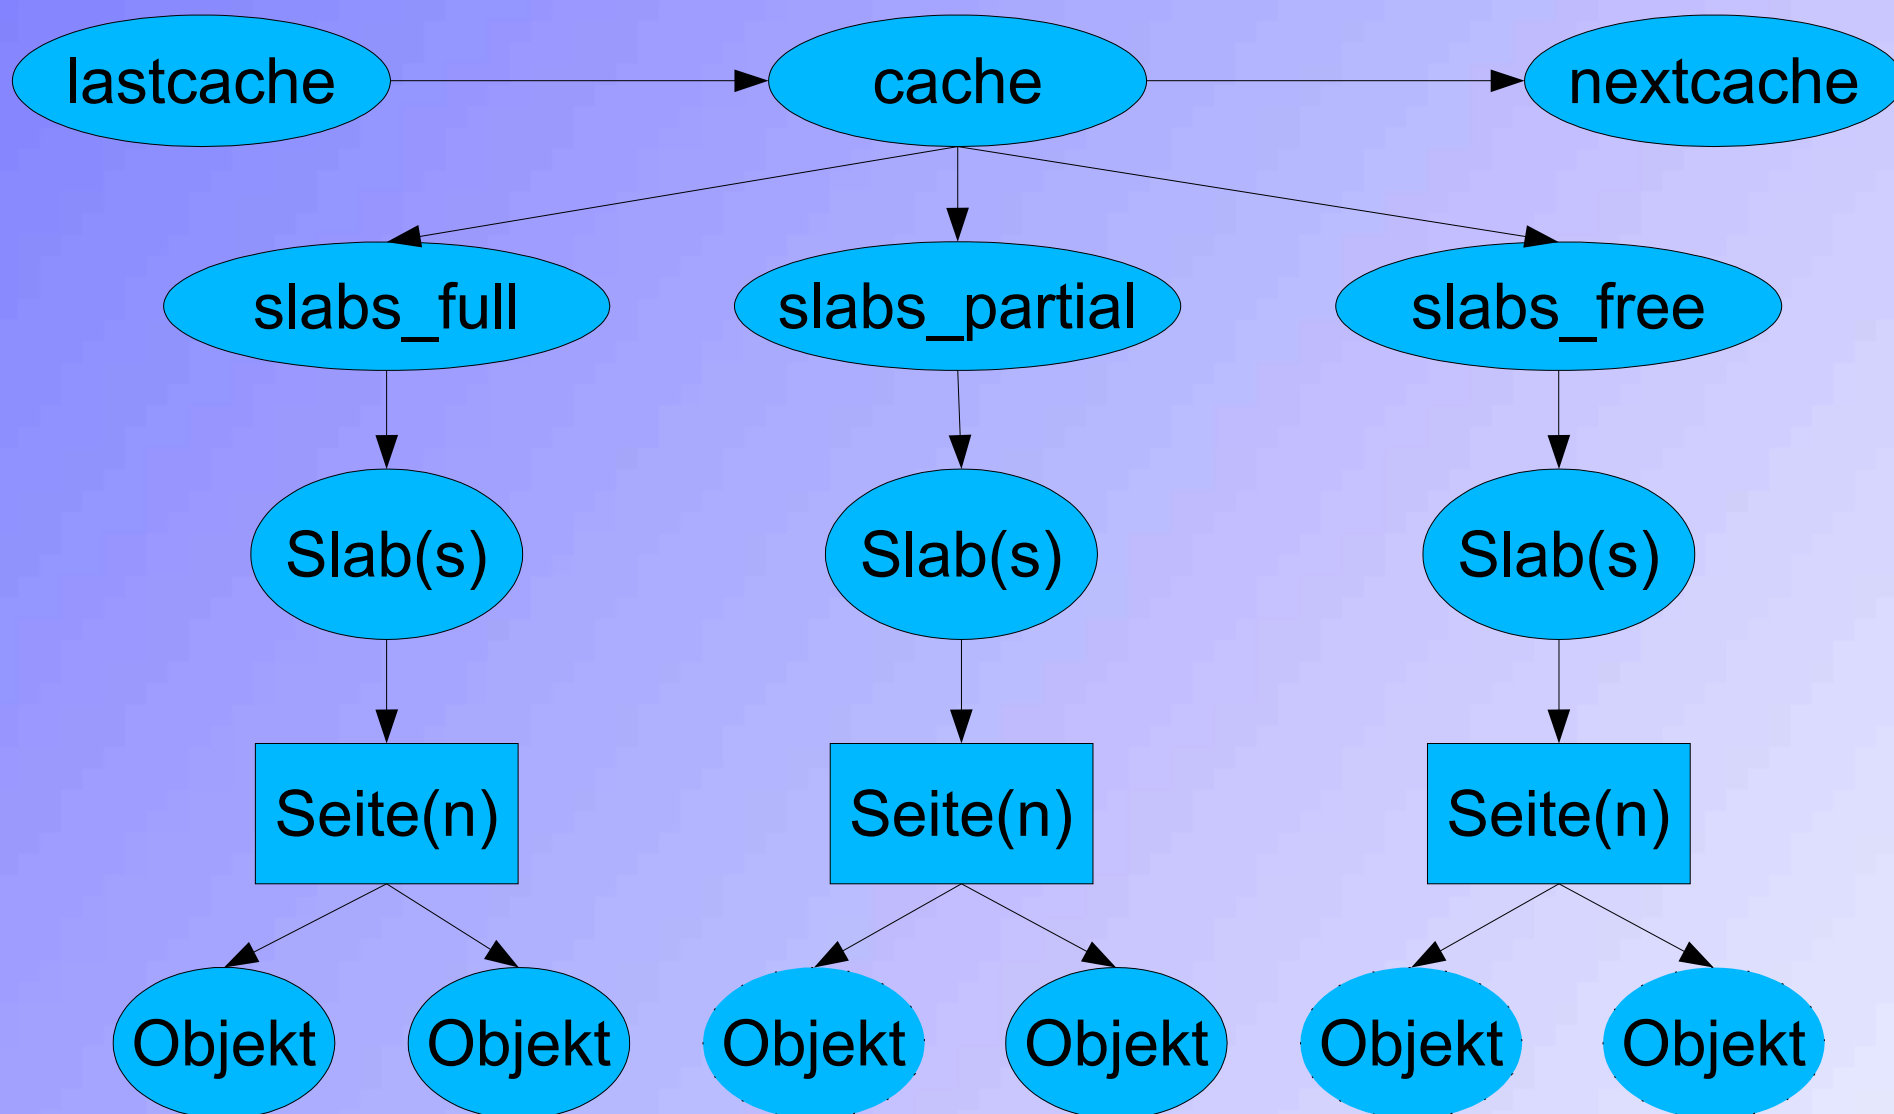 lastcache
cache
nextcache
slabs_full
slabs_partial
slabs_free
Slab(s)
Slab(s)
Slab(s)
Seite(n)
Seite(n)
Seite(n)
Objekt
Objekt
Objekt
Objekt
Objekt
Objekt